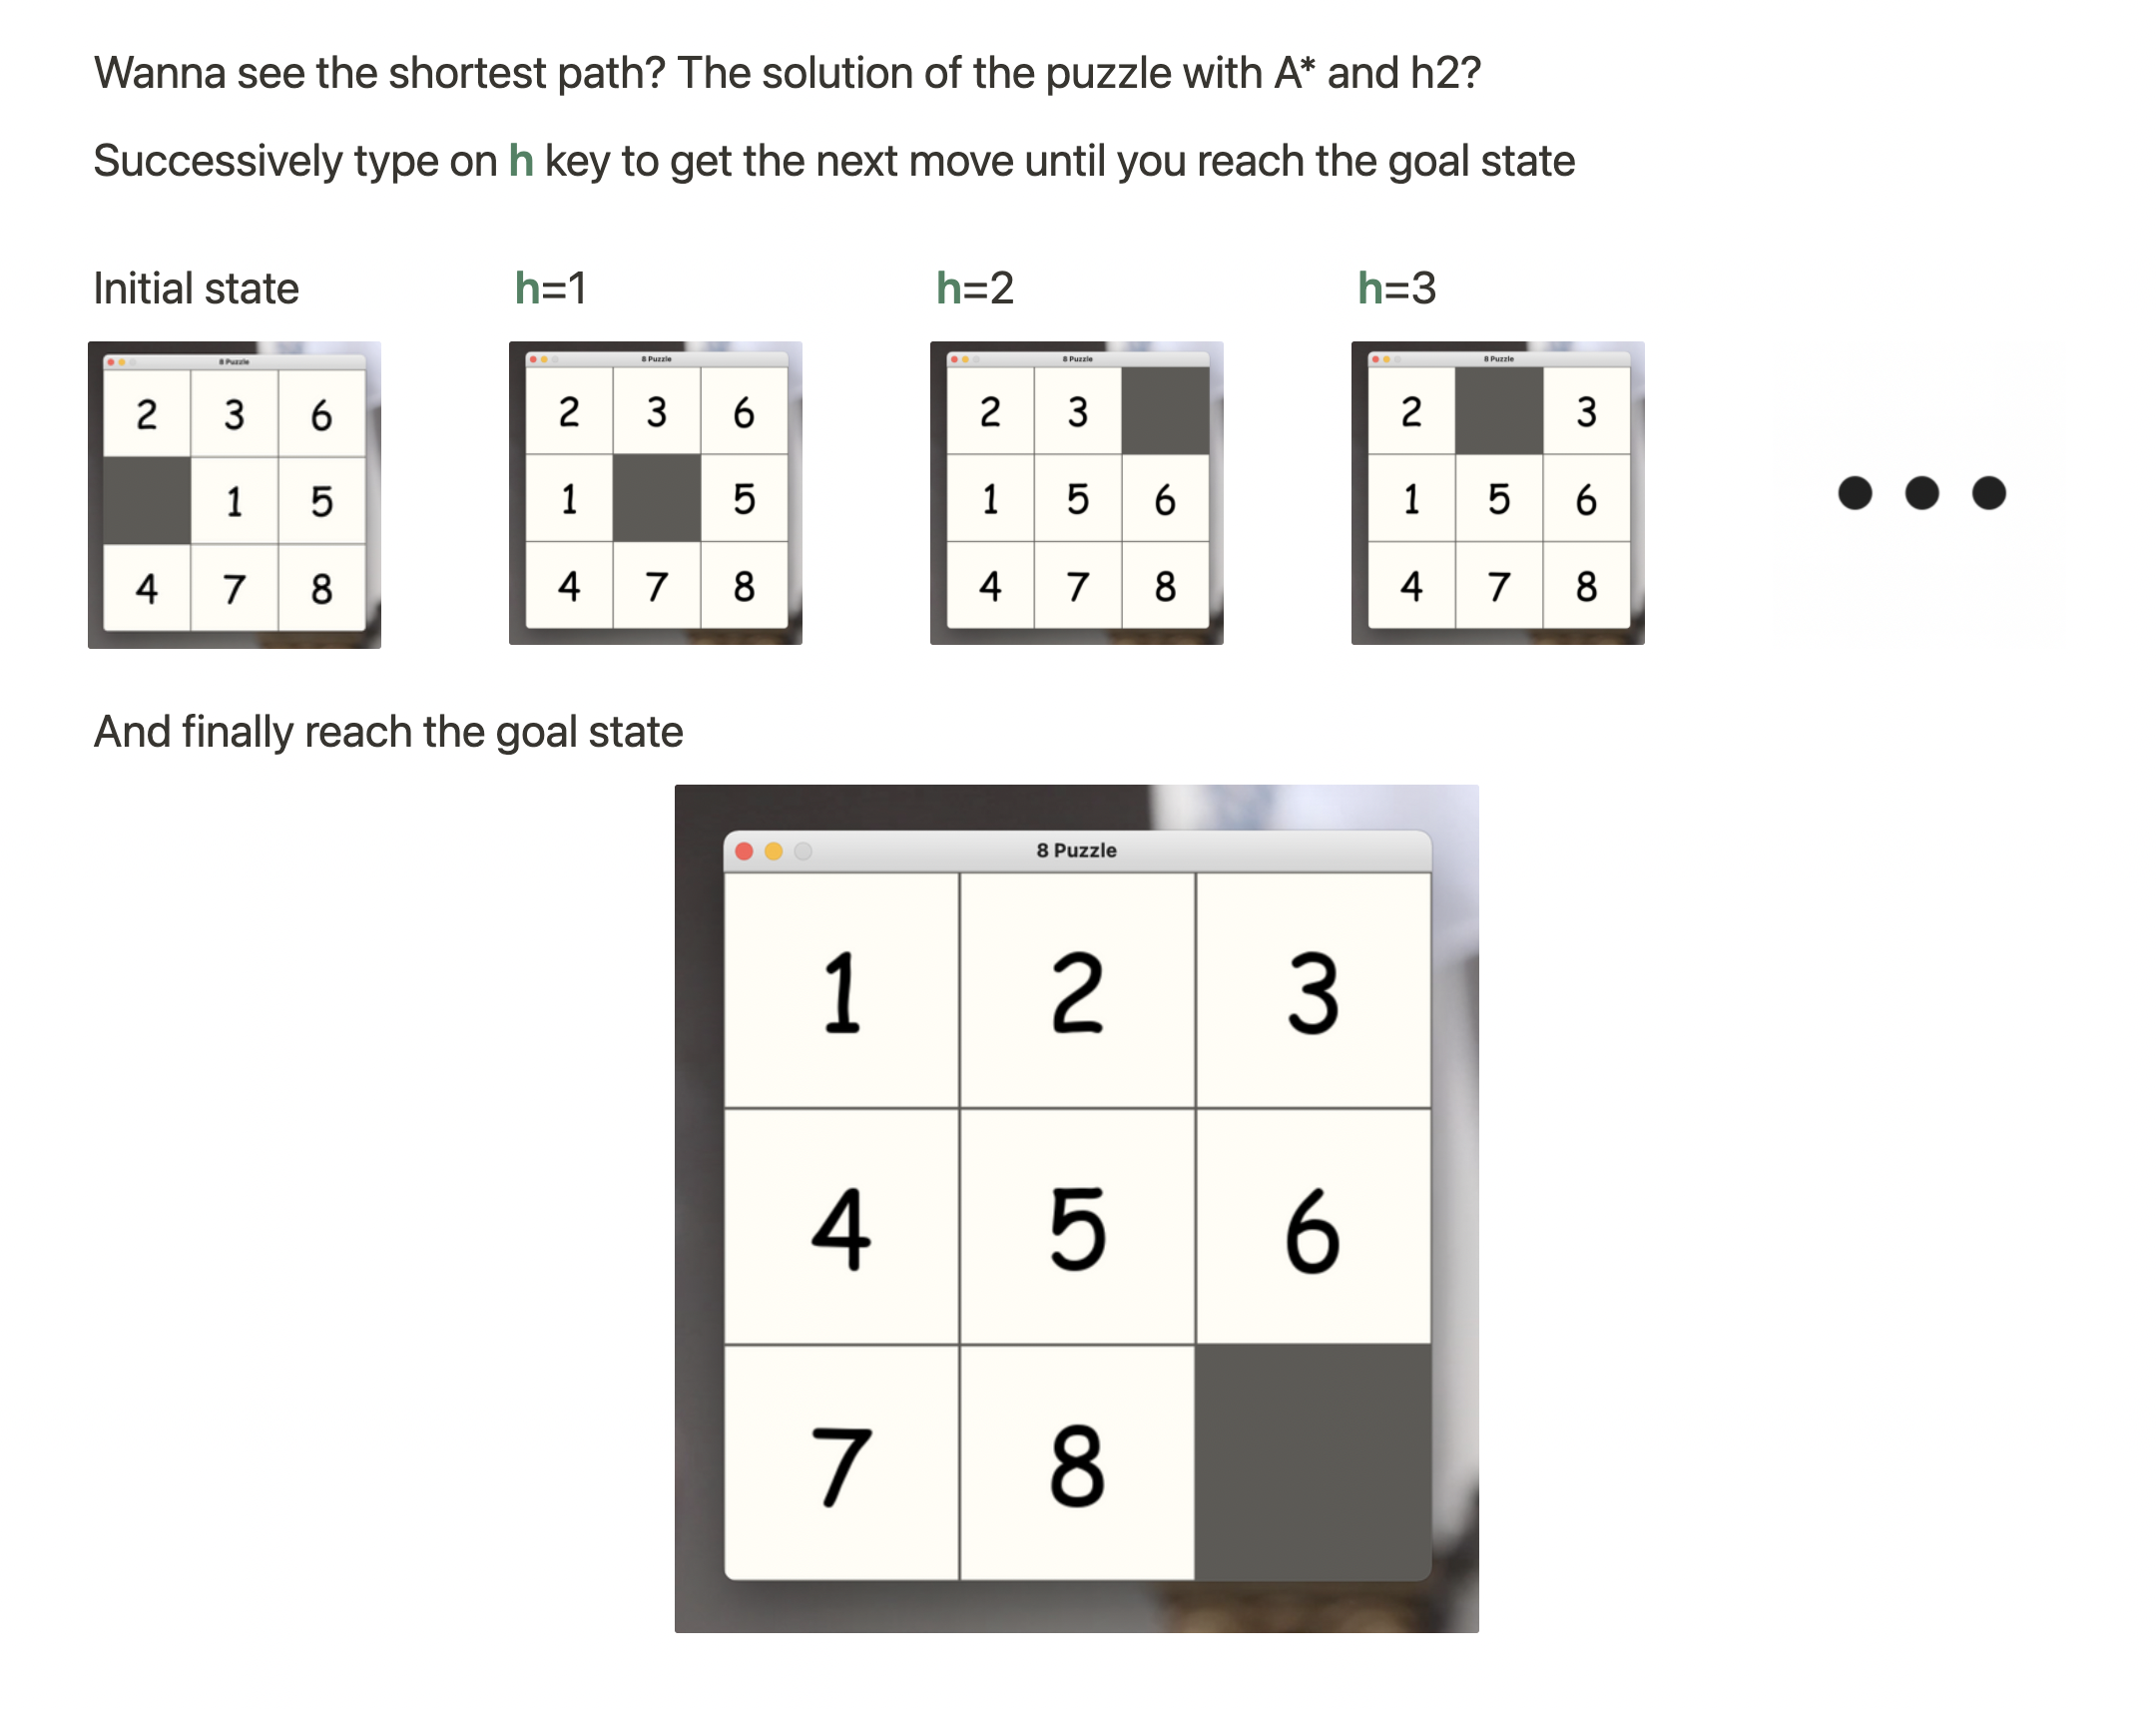 Wanna see the shortest path? The solution of the puzzle with A* and h2?
Successively type on h key to get the next move until you reach the goal state
Initial state
h=1
h=2
h=3
8 Puzzle
2 3 6
1 5
4 7 8
8 Puzzle
2 3 6
1 5
4 7 8
8 Puzzle
2 3
1 5 6
4 7 8
8 Puzzle
2 3
1 5 6
4 7 8
And finally reach the goal state
8 Puzzle
1 2 3
4 5 6
7 8